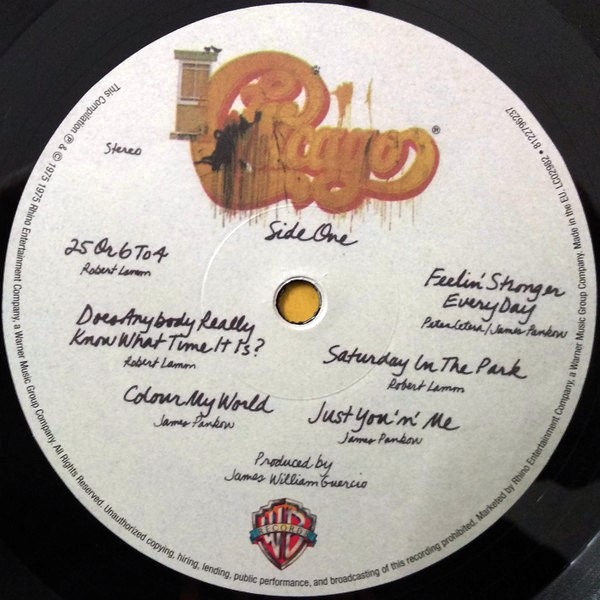 Chicago®
Stereo
Side One
25 Or 6 To 4
Robert Lamm
Does Anybody Really
Know What Time It Is?
Robert Lamm
Colour My World
James Pankow
Feelin' Stronger
Every Day
Peter Cetera / James Pankow
Saturday In The Park
Robert Lamm
Just You 'n' Me
James Pankow
Produced by
James William Guercio
WB
RECORDS
This Compilation ℗ & © 1975 1975 Rhino Entertainment Company, a Warner Music Group Company. All Rights Reserved. Unauthorized copying, hiring, lending, public performance, and broadcasting of this recording prohibited. Marketed by Rhino Entertainment Company, a Warner Music Group Company. Made in the EU. LC02982 • 8122796237